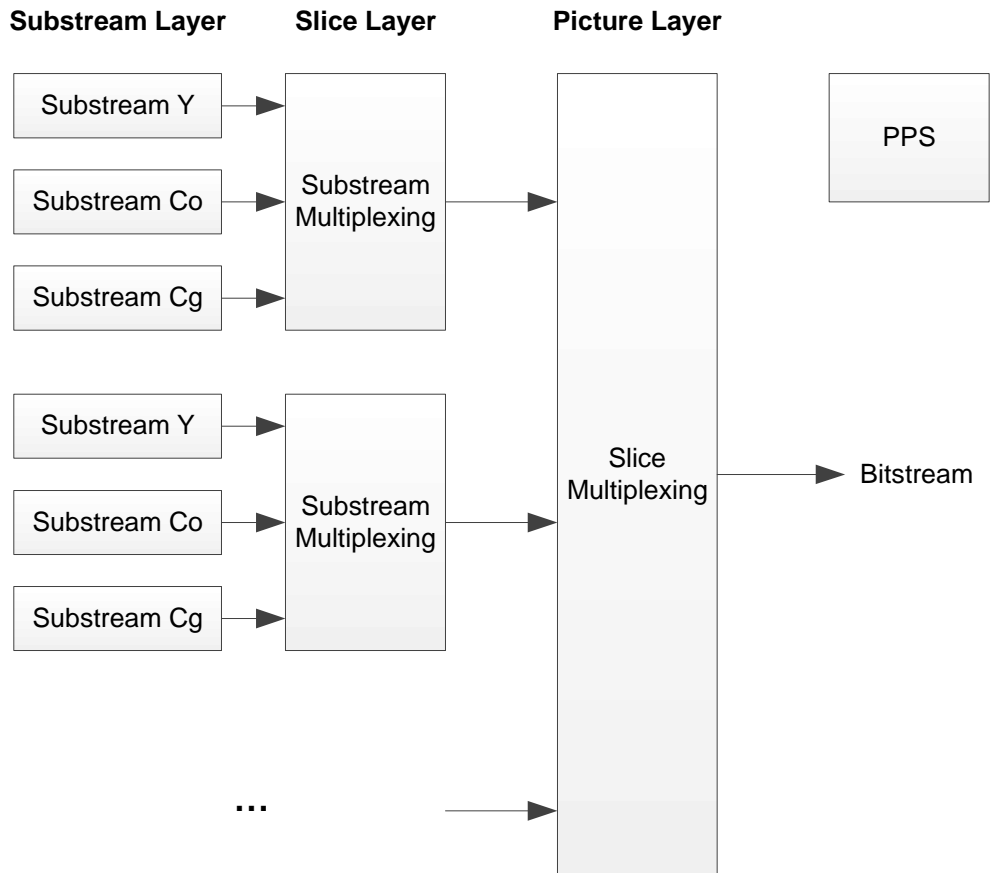 Substream Layer
Slice Layer
Picture Layer
Substream Y
Substream Co
Substream Cg
Substream
Multiplexing
PPS
Substream Y
Substream Co
Substream Cg
Substream
Multiplexing
Slice
Multiplexing
Bitstream
...